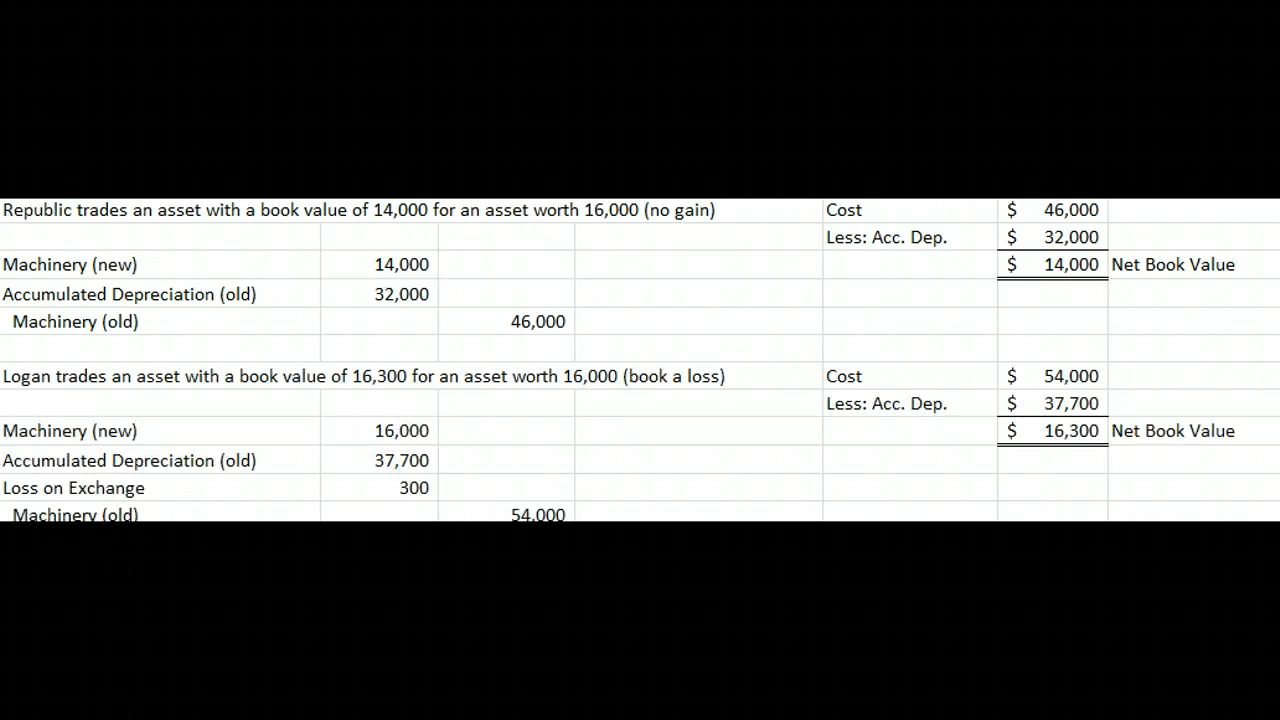 Republic trades an asset with a book value of 14,000 for an asset worth 16,000 (no gain) Cost $ 46,000
Less: Acc. Dep. $ 32,000
Machinery (new) 14,000 $ 14,000 Net Book Value
Accumulated Depreciation (old) 32,000
Machinery (old) 46,000
Logan trades an asset with a book value of 16,300 for an asset worth 16,000 (book a loss) Cost $ 54,000
Less: Acc. Dep. $ 37,700
Machinery (new) 16,000 $ 16,300 Net Book Value
Accumulated Depreciation (old) 37,700
Loss on Exchange 300
Machinery (old) 54,000